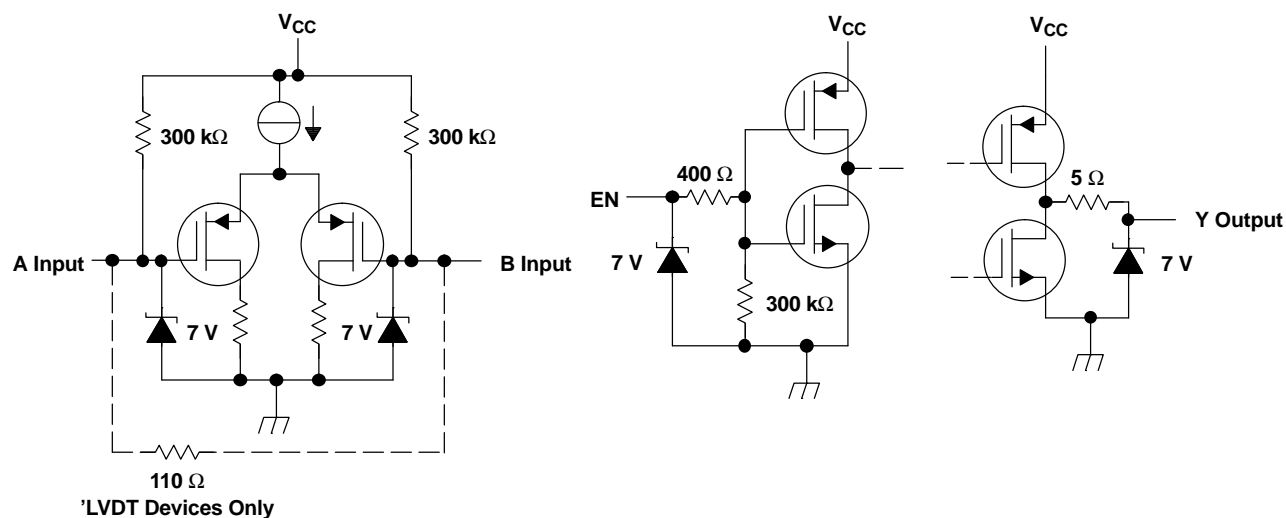 VCC
300 kΩ
300 kΩ
A Input
B Input
7 V
7 V
110 Ω
'LVDT Devices Only
VCC
400 Ω
EN
7 V
300 kΩ
VCC
5 Ω
Y Output
7 V